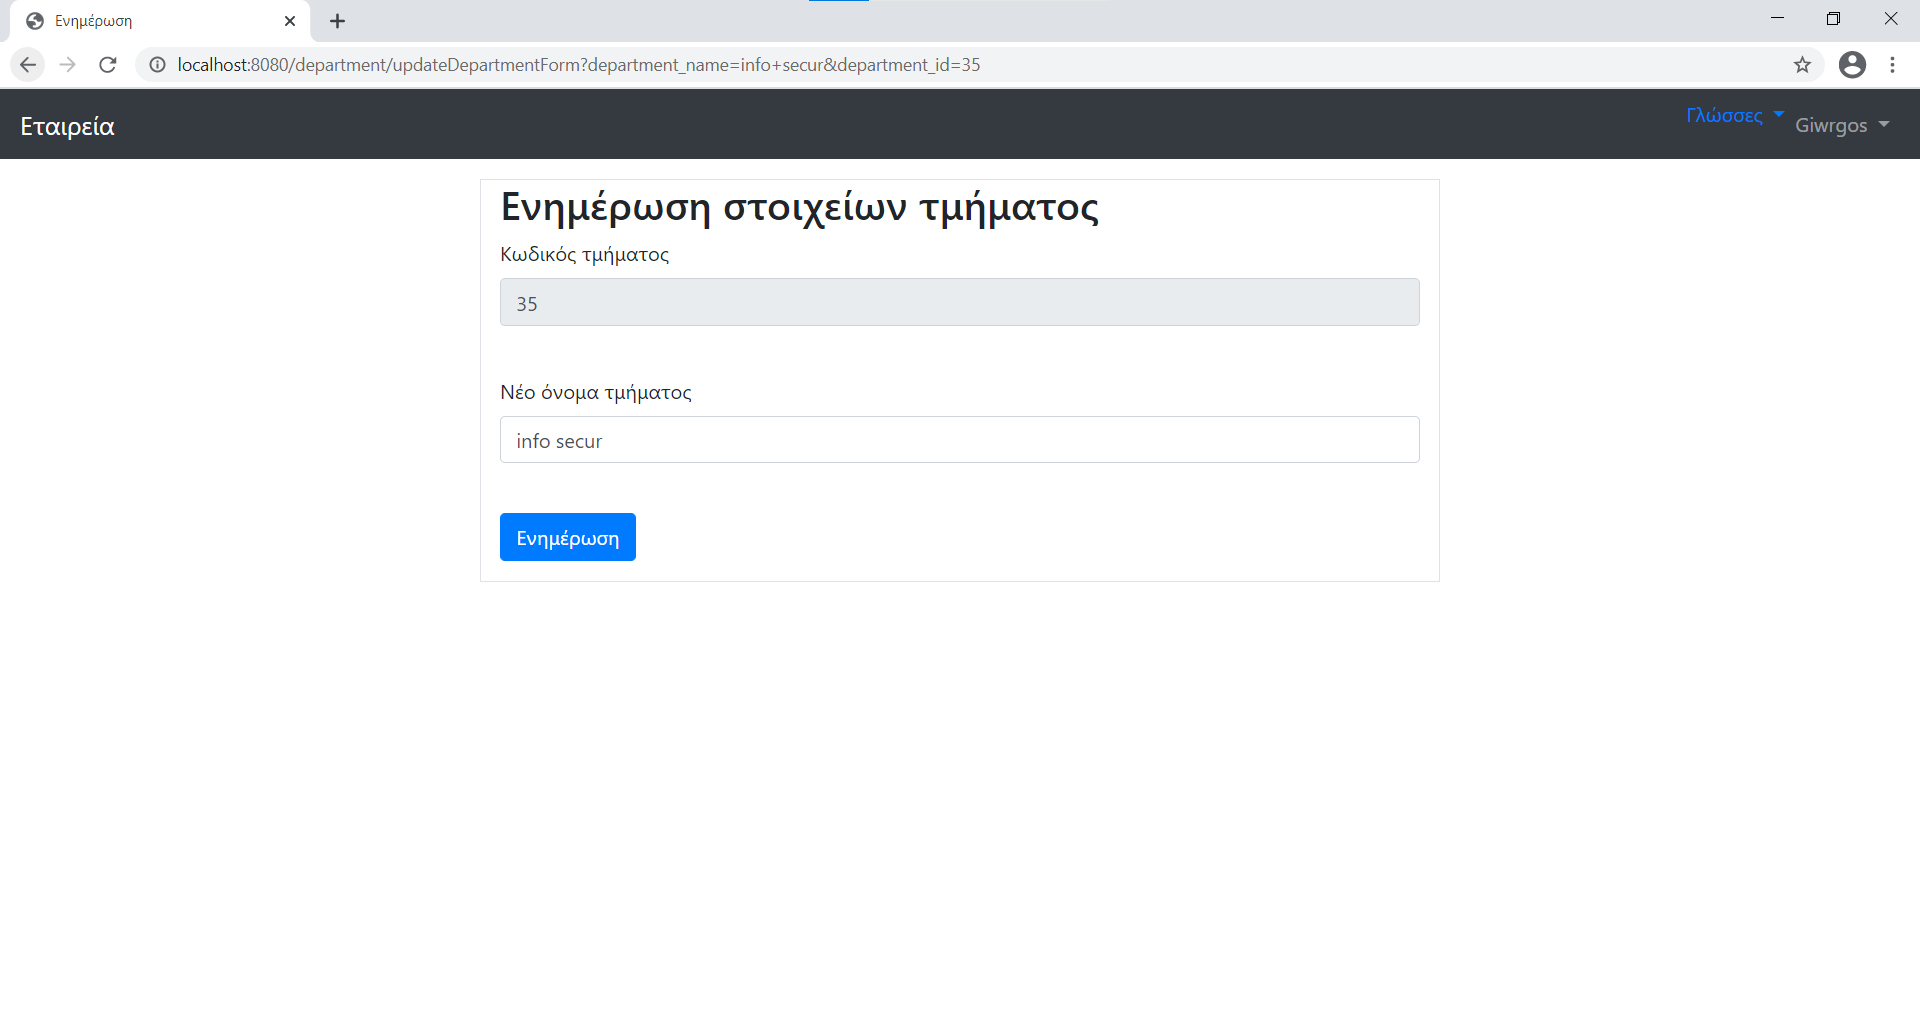 Ενημέρωση
localhost:8080/department/updateDepartmentForm?department_name=info+secur&department_id=35
Εταιρεία
Γλώσσες
Giwrgos
Ενημέρωση στοιχείων τμήματος
Κωδικός τμήματος
35
Νέο όνομα τμήματος
info secur
Ενημέρωση